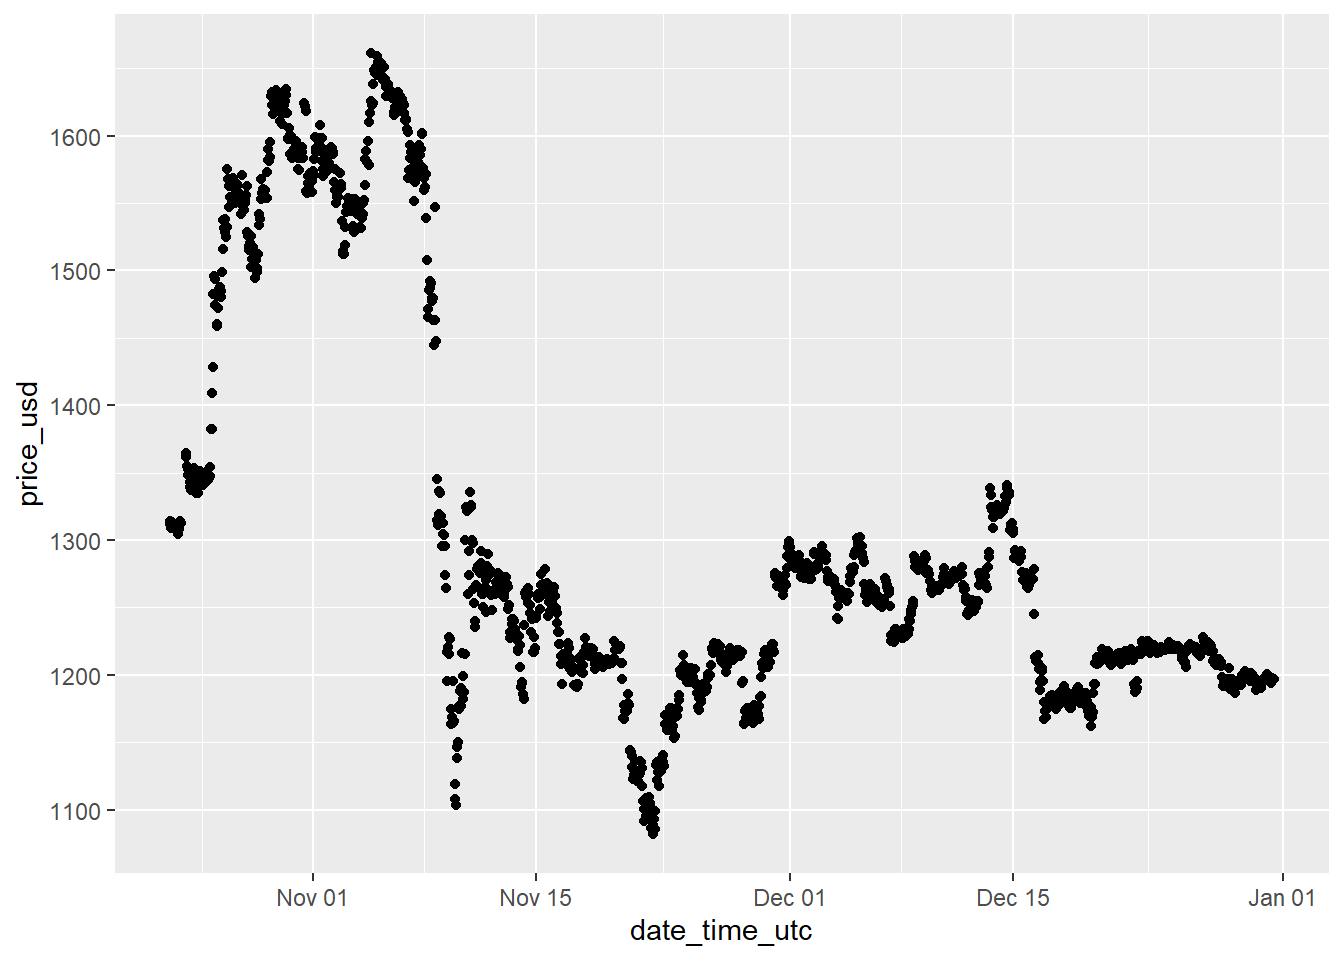 1600
1500
1400
1300
1200
1100
price_usd
Nov 01
Nov 15
Dec 01
Dec 15
Jan 01
date_time_utc